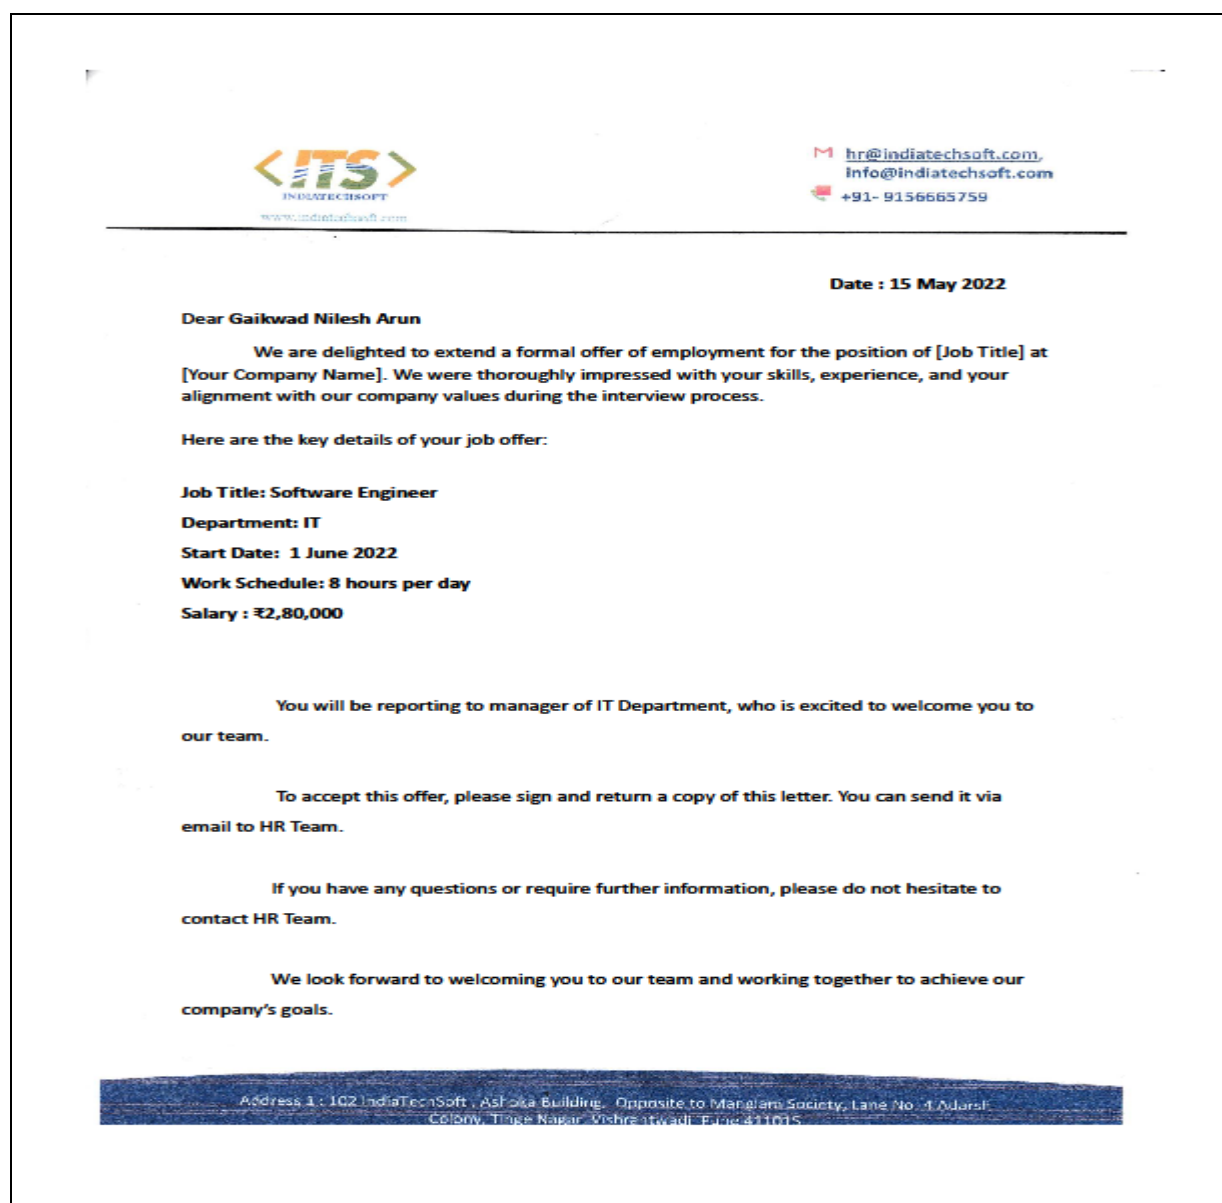 ITS
INDIATECHSOFT
hr@indiatechsoft.com,
info@indiatechsoft.com
+91- 9156665759
Date : 15 May 2022
Dear Gaikwad Nilesh Arun
We are delighted to extend a formal offer of employment for the position of [Job Title] at
[Your Company Name]. We were thoroughly impressed with your skills, experience, and your
alignment with our company values during the interview process.
Here are the key details of your job offer:
Job Title: Software Engineer
Department: IT
Start Date: 1 June 2022
Work Schedule: 8 hours per day
Salary : ₹2,80,000
You will be reporting to manager of IT Department, who is excited to welcome you to
our team.
To accept this offer, please sign and return a copy of this letter. You can send it via
email to HR Team.
If you have any questions or require further information, please do not hesitate to
contact HR Team.
We look forward to welcoming you to our team and working together to achieve our
company's goals.
Address 1 : 102 IndiaTechSoft , Ashoka Building, Opposite to Manglam Society, Lane No. 4 Adarsh
Colony, Nagar, Vishrantwadi, Pune 411015